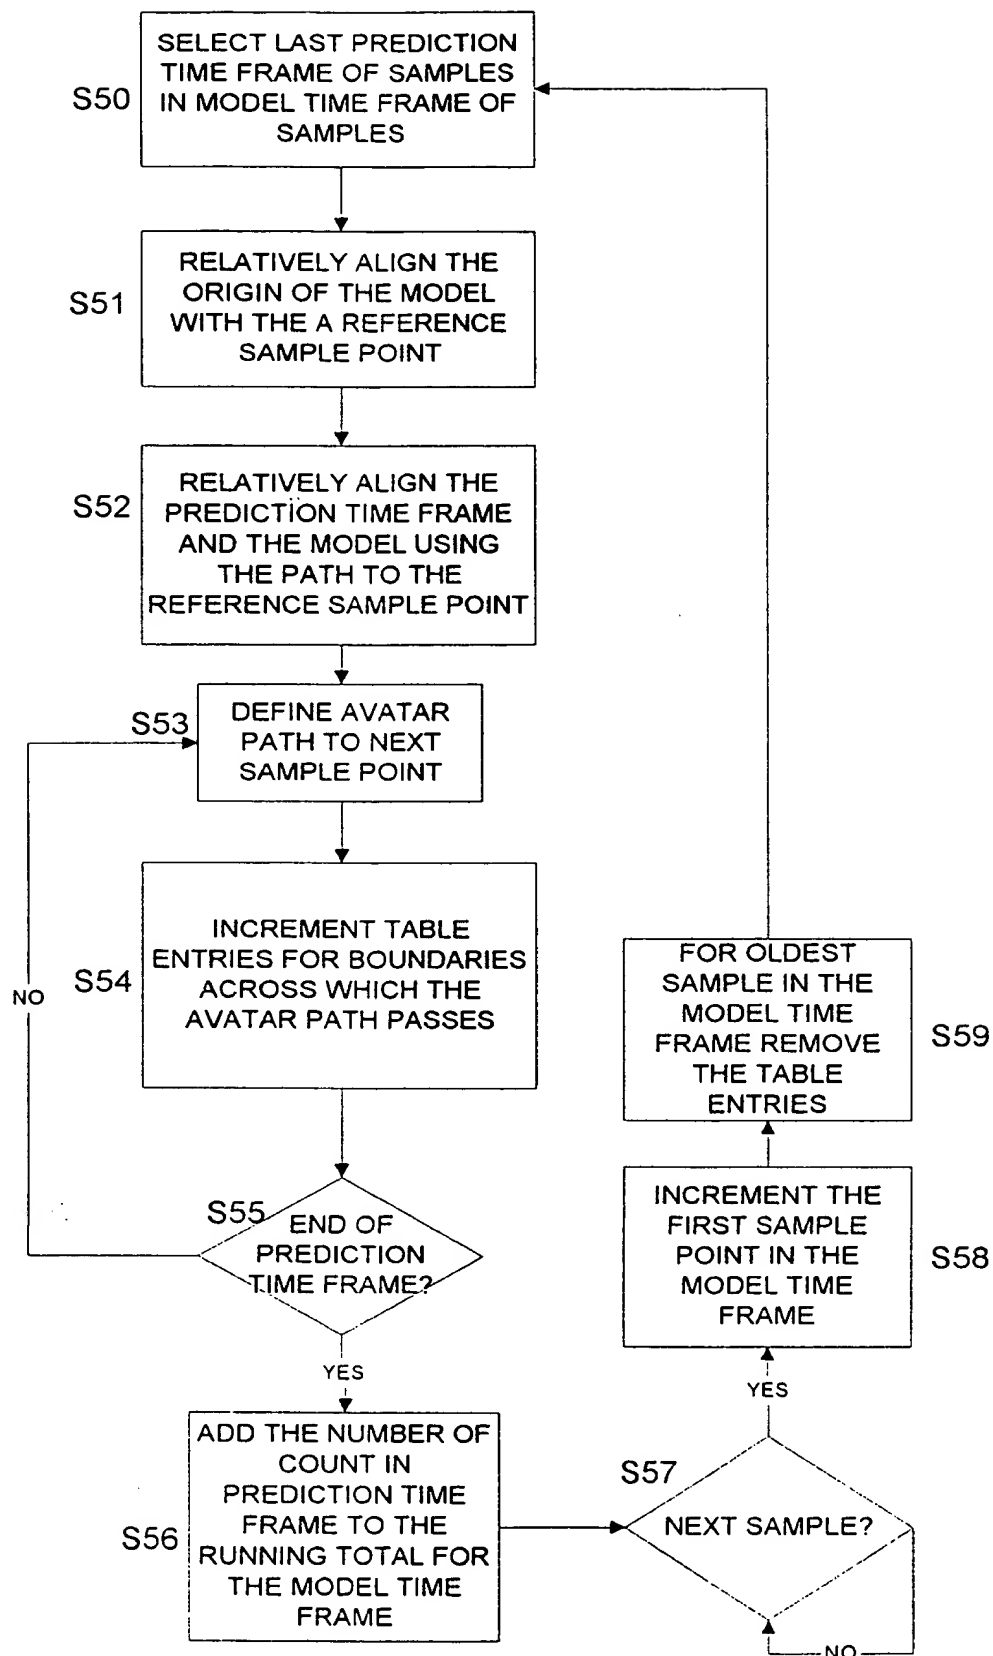 S50
SELECT LAST PREDICTION
TIME FRAME OF SAMPLES
IN MODEL TIME FRAME OF
SAMPLES
S51
RELATIVELY ALIGN THE
ORIGIN OF THE MODEL
WITH THE A REFERENCE
SAMPLE POINT
S52
RELATIVELY ALIGN THE
PREDICTION TIME FRAME
AND THE MODEL USING
THE PATH TO THE
REFERENCE SAMPLE POINT
S53
DEFINE AVATAR
PATH TO NEXT
SAMPLE POINT
S54
INCREMENT TABLE
ENTRIES FOR BOUNDARIES
ACROSS WHICH THE
AVATAR PATH PASSES
NO
S55
END OF
PREDICTION
TIME FRAME?
YES
S56
ADD THE NUMBER OF
COUNT IN
PREDICTION TIME
FRAME TO THE
RUNNING TOTAL FOR
THE MODEL TIME
FRAME
S57
NEXT SAMPLE?
NO
YES
INCREMENT THE
FIRST SAMPLE
POINT IN THE
MODEL TIME
FRAME
S58
FOR OLDEST
SAMPLE IN THE
MODEL TIME
FRAME REMOVE
THE TABLE
ENTRIES
S59